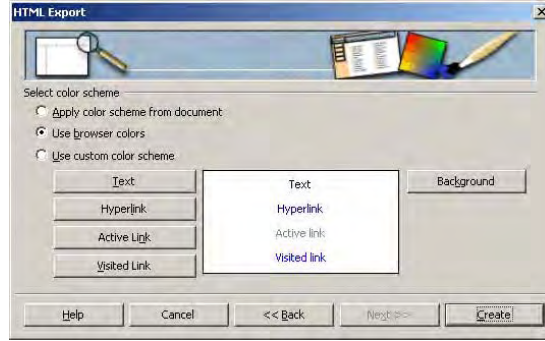 HTML Export
Select color scheme
Apply color scheme from document
Use browser colors
Use custom color scheme
Text Text Background
Hyperlink Hyperlink
Active Link Active link
Visited Link Visited link
Help Cancel << Back Next >> Create